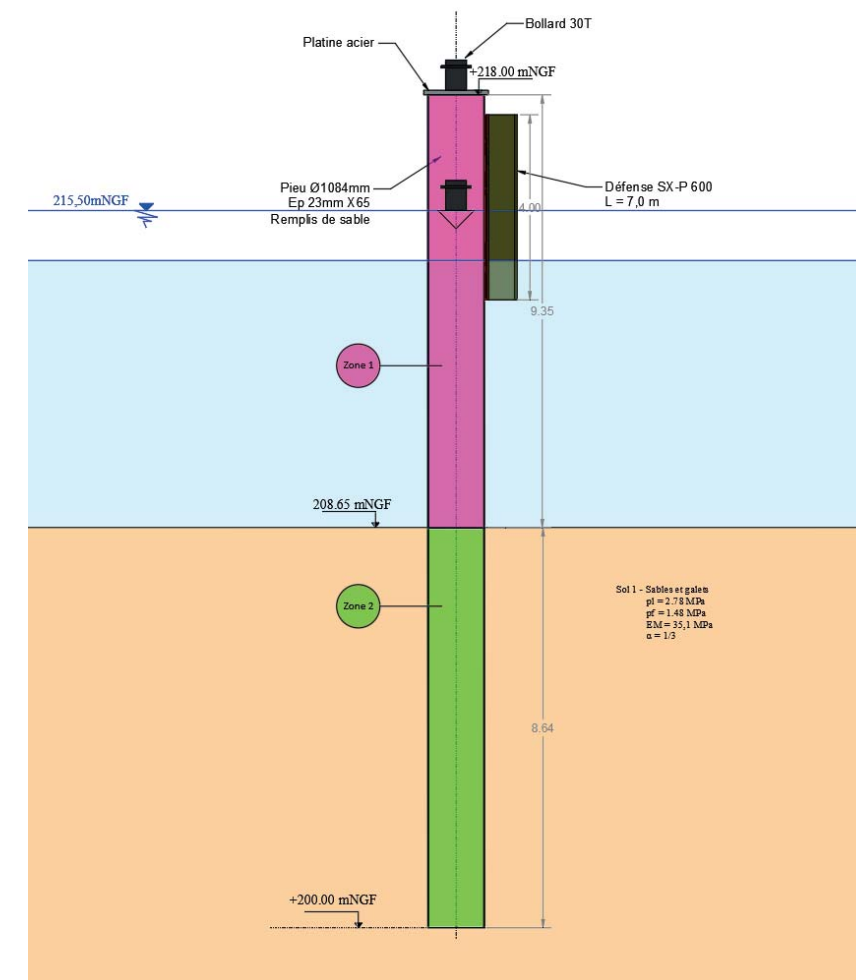 Bollard 30T
Platine acier
+218.00 mNGF
Pieu Ø1084mm
Ep 23mm X65
Remplis de sable
Défense SX-P 600
L = 7,0 m
215,50mNGF
4.00
9.35
Zone 1
208.65 mNGF
Zone 2
Sol 1 - Sables et galets
pl = 2.78 MPa
pf = 1.48 MPa
EM = 35,1 MPa
α = 1/3
8.64
+200.00 mNGF